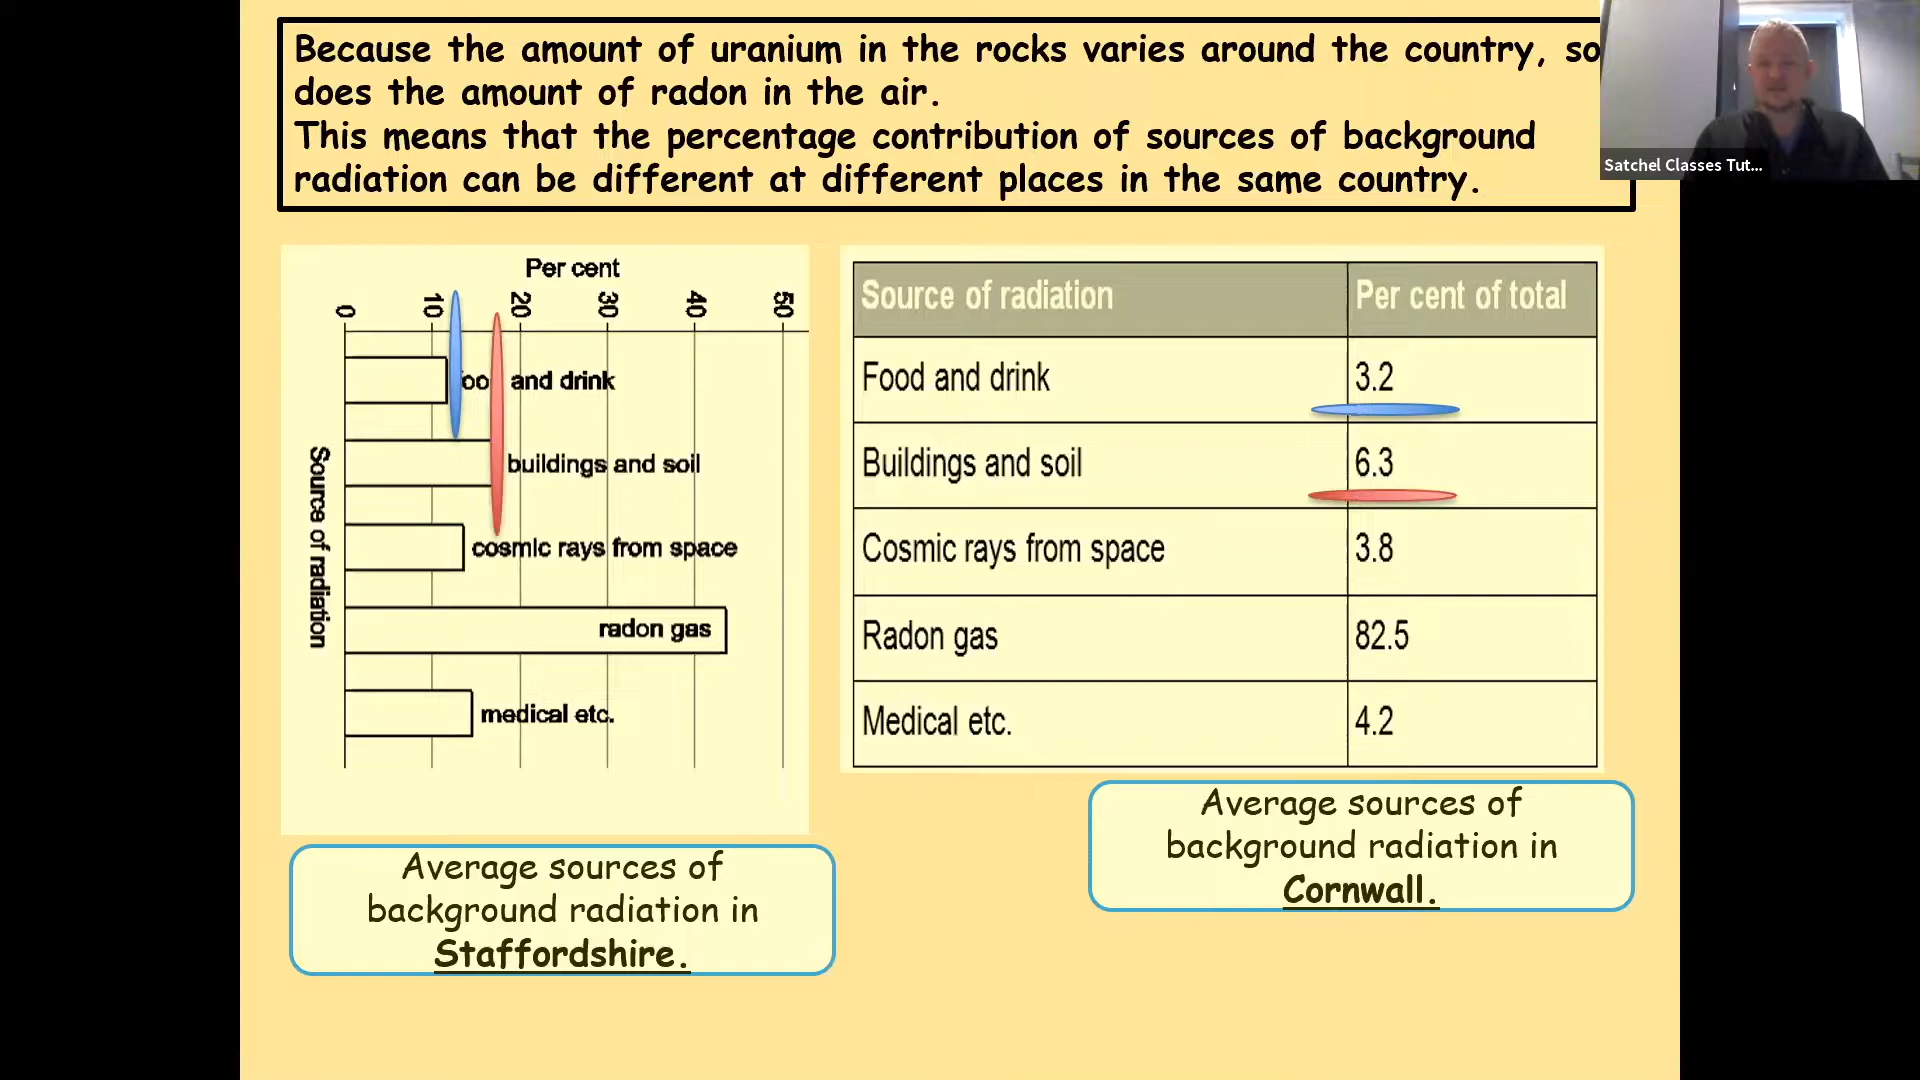 Because the amount of uranium in the rocks varies around the country, so
does the amount of radon in the air.
This means that the percentage contribution of sources of background
radiation can be different at different places in the same country.
Satchel Classes Tut...
Per cent
0 10 20 30 40 50
Source of radiation
and drink
buildings and soil
cosmic rays from space
radon gas
medical etc.
Average sources of
background radiation in
Staffordshire.
Source of radiation Per cent of total
Food and drink 3.2
Buildings and soil 6.3
Cosmic rays from space 3.8
Radon gas 82.5
Medical etc. 4.2
Average sources of
background radiation in
Cornwall.